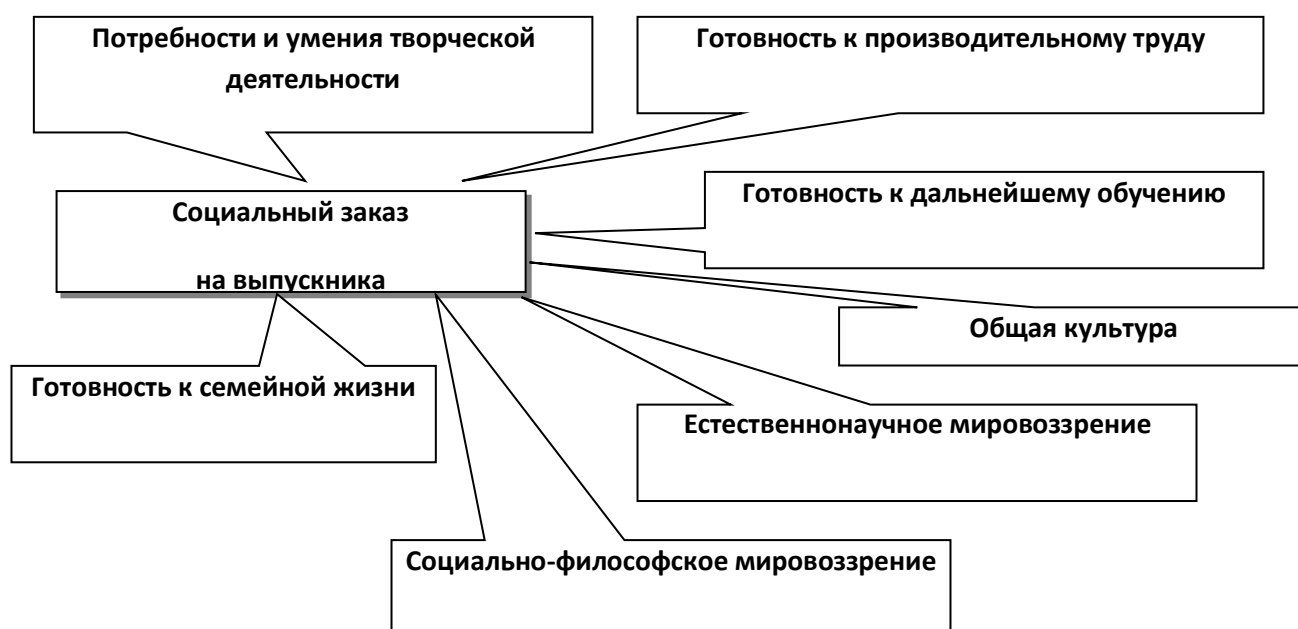 Потребности и умения творческой
деятельности
Готовность к производительному труду
Готовность к дальнейшему обучению
Социальный заказ
на выпускника
Общая культура
Готовность к семейной жизни
Естественнонаучное мировоззрение
Социально-философское мировоззрение